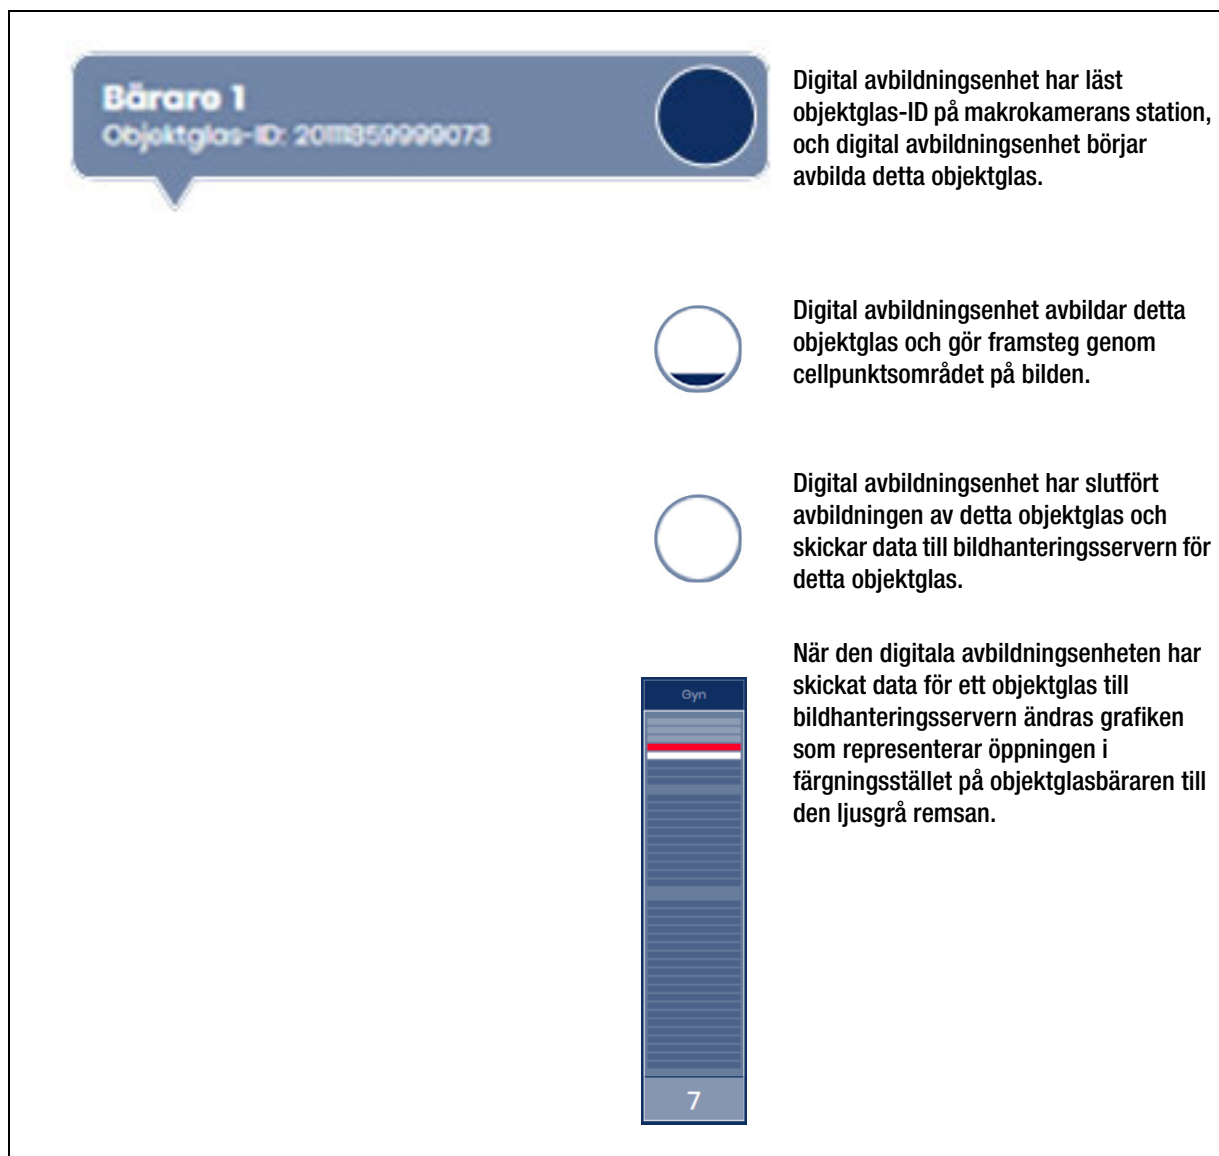 Bärare 1
Objektglas-ID: 20111859999073
Digital avbildningsenhet har läst
objektglas-ID på makrokamerans station,
och digital avbildningsenhet börjar
avbilda detta objektglas.
Digital avbildningsenhet avbildar detta
objektglas och gör framsteg genom
cellpunktsområdet på bilden.
Digital avbildningsenhet har slutfört
avbildningen av detta objektglas och
skickar data till bildhanteringsservern för
detta objektglas.
När den digitala avbildningsenheten har
skickat data för ett objektglas till
bildhanteringsservern ändras grafiken
som representerar öppningen i
färgningsstället på objektglasbäraren till
den ljusgrå remsan.
Gyn
7